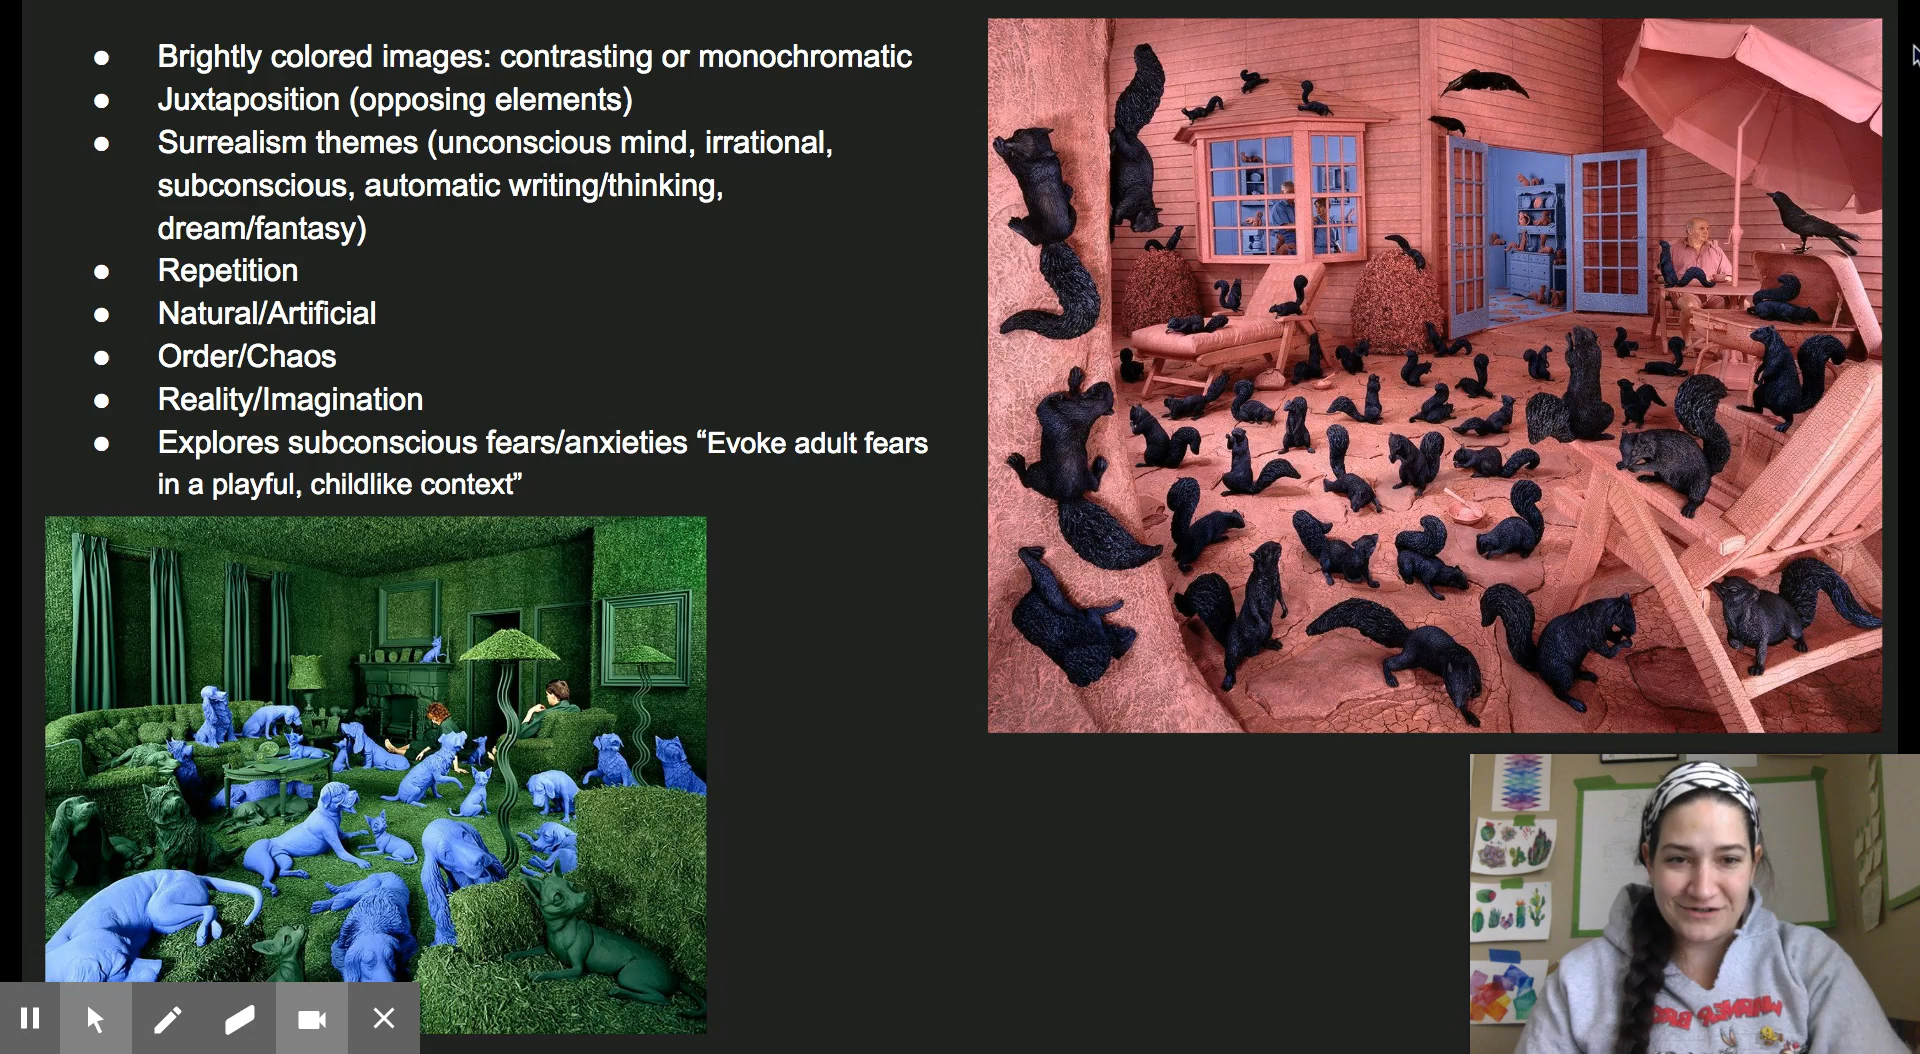 ● Brightly colored images: contrasting or monochromatic
● Juxtaposition (opposing elements)
● Surrealism themes (unconscious mind, irrational,
subconscious, automatic writing/thinking,
dream/fantasy)
● Repetition
● Natural/Artificial
● Order/Chaos
● Reality/Imagination
● Explores subconscious fears/anxieties “Evoke adult fears
in a playful, childlike context”